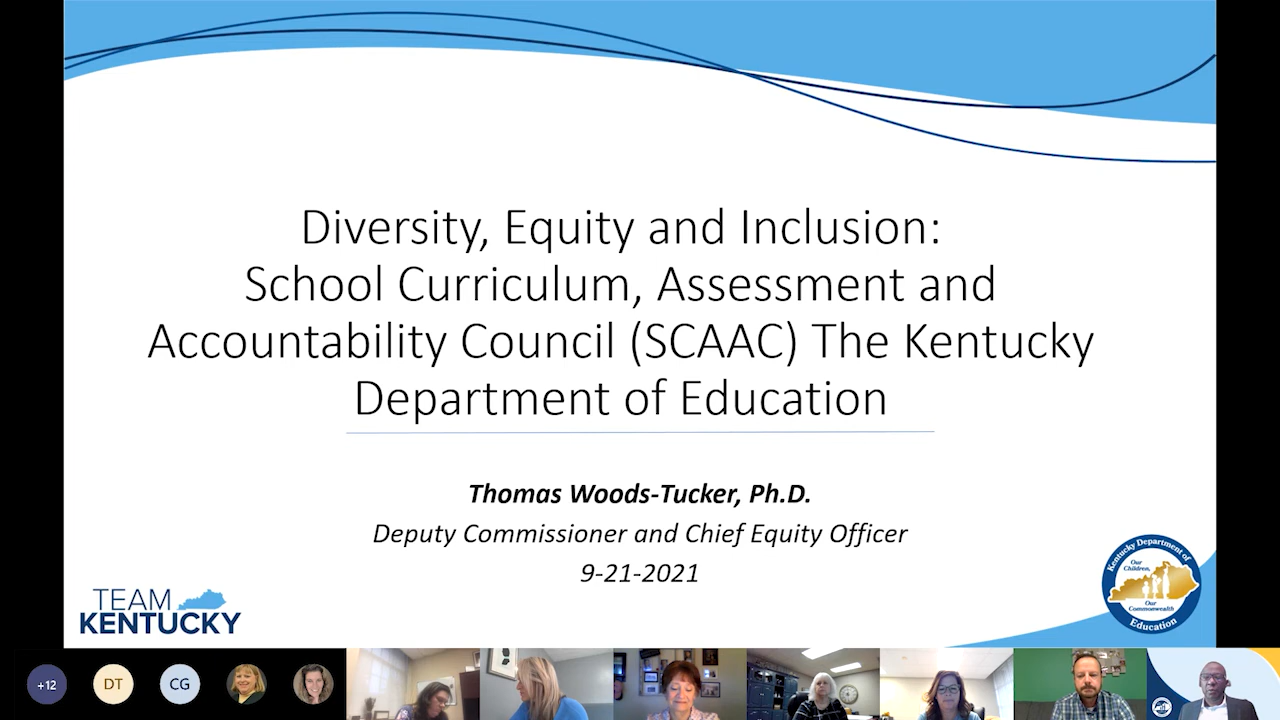 Diversity, Equity and Inclusion:
School Curriculum, Assessment and
Accountability Council (SCAAC) The Kentucky
Department of Education
Thomas Woods-Tucker, Ph.D.
Deputy Commissioner and Chief Equity Officer
9-21-2021
TEAM
KENTUCKY
Kentucky Department of
Our
Children,
Our
Commonwealth
Education
+12
DT
CG